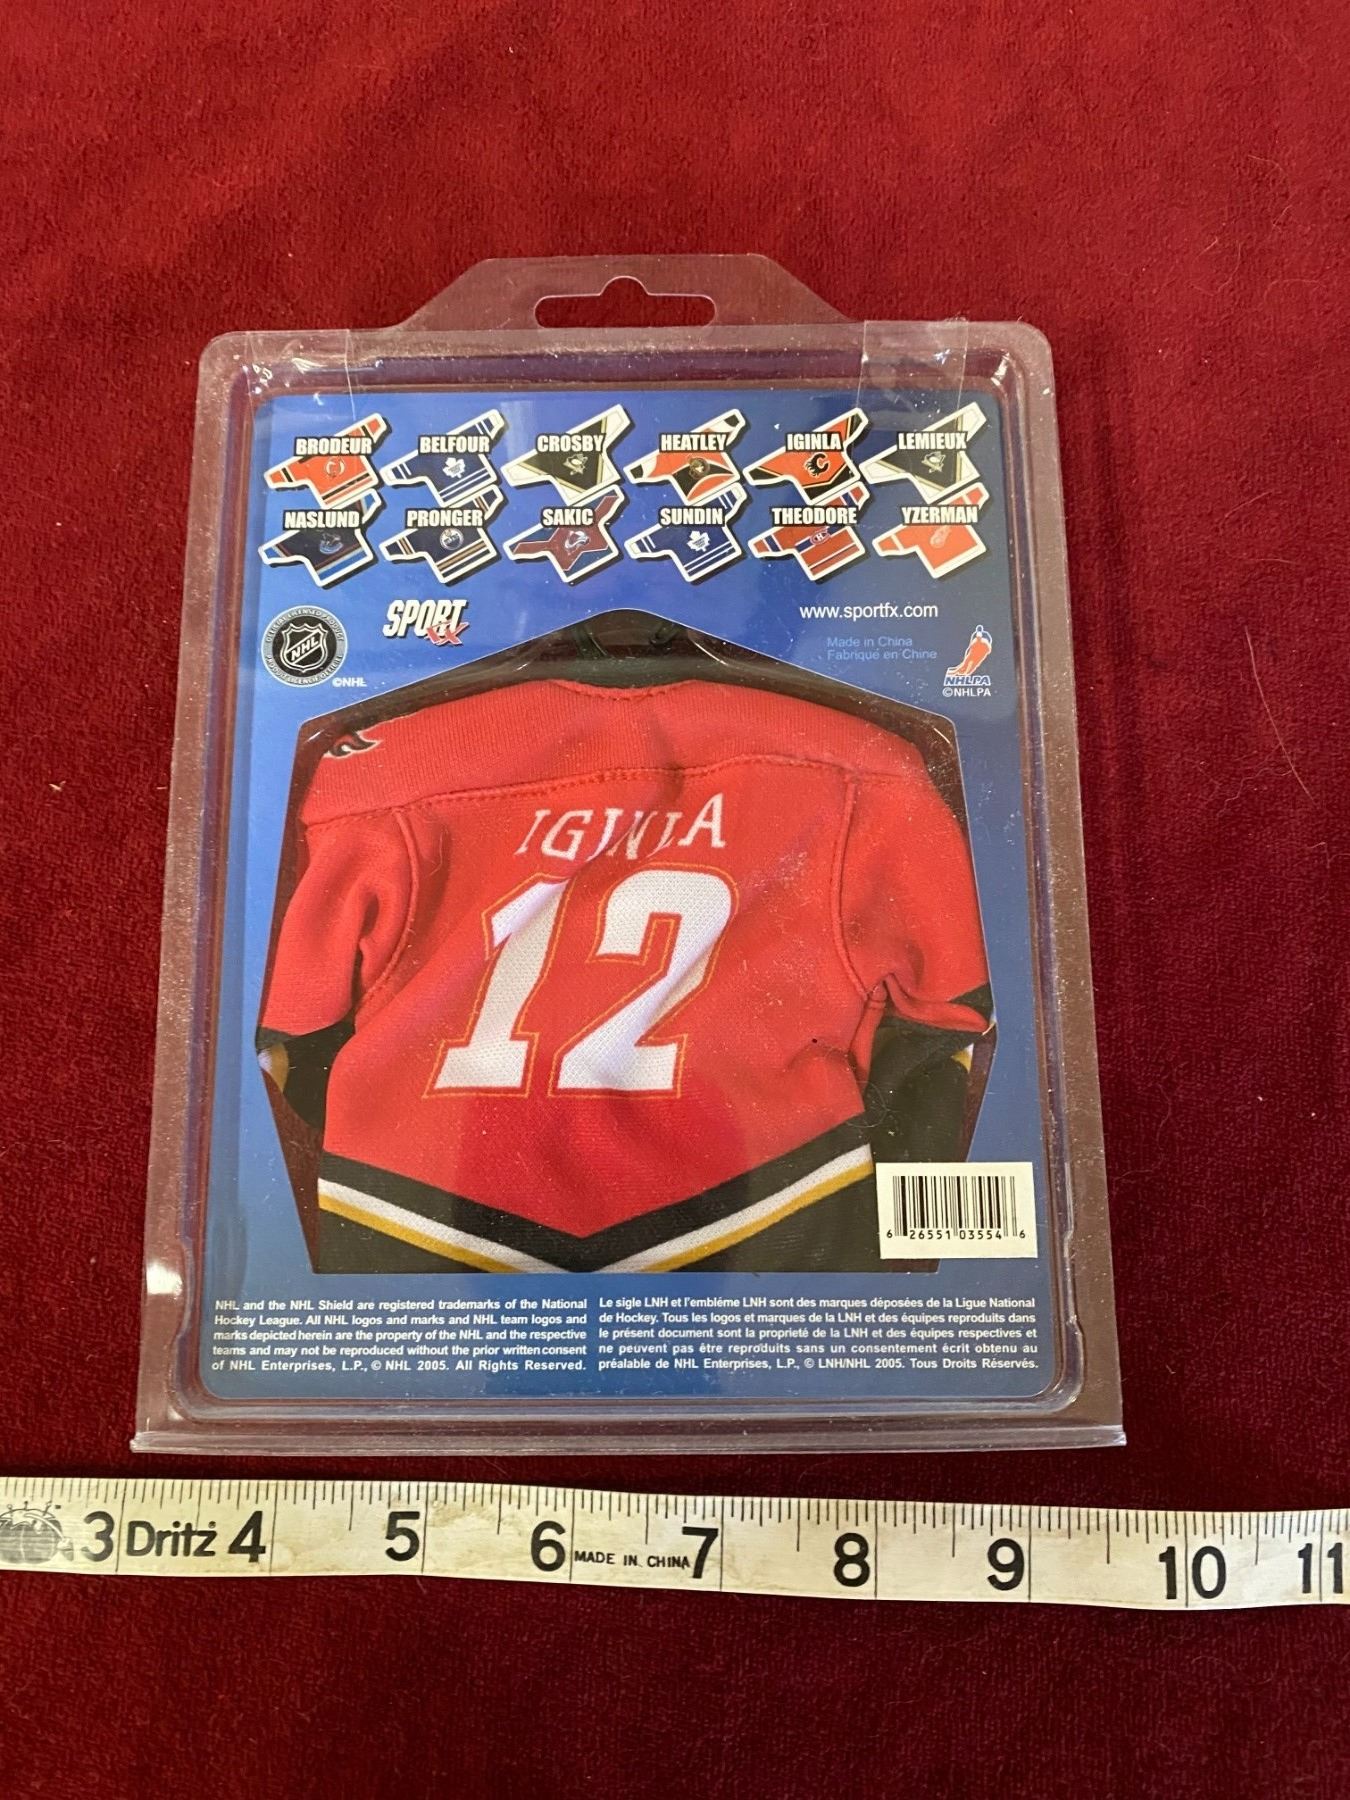 BRODEUR BELFOUR CROSBY HEATLEY IGINLA LEMIEUX
NASLUND PRONGER SAKIC SUNDIN THEODORE YZERMAN
NHL
©NHL
SPORT FX
www.sportfx.com
Made in China
Fabriqué en Chine
NHLPA
©NHLPA
IGINLA
12
6 26551 03554 6
NHL and the NHL Shield are registered trademarks of the National
Hockey League. All NHL logos and marks and NHL team logos and
marks depicted herein are the property of the NHL and the respective
teams and may not be reproduced without the prior written consent
of NHL Enterprises, L.P., © NHL 2005. All Rights Reserved.
Le sigle LNH et l'embléme LNH sont des marques déposées de la Ligue National
de Hockey. Tous les logos et marques de la LNH et des équipes reproduits dans
le présent document sont la propriété de la LNH et des équipes respectives et
ne peuvent pas être reproduits sans un consentement écrit obtenu au
préalable de NHL Enterprises, L.P., © LNH/NHL 2005. Tous Droits Réservés.
3 Dritz 4 5 6 MADE IN CHINA 7 8 9 10 11